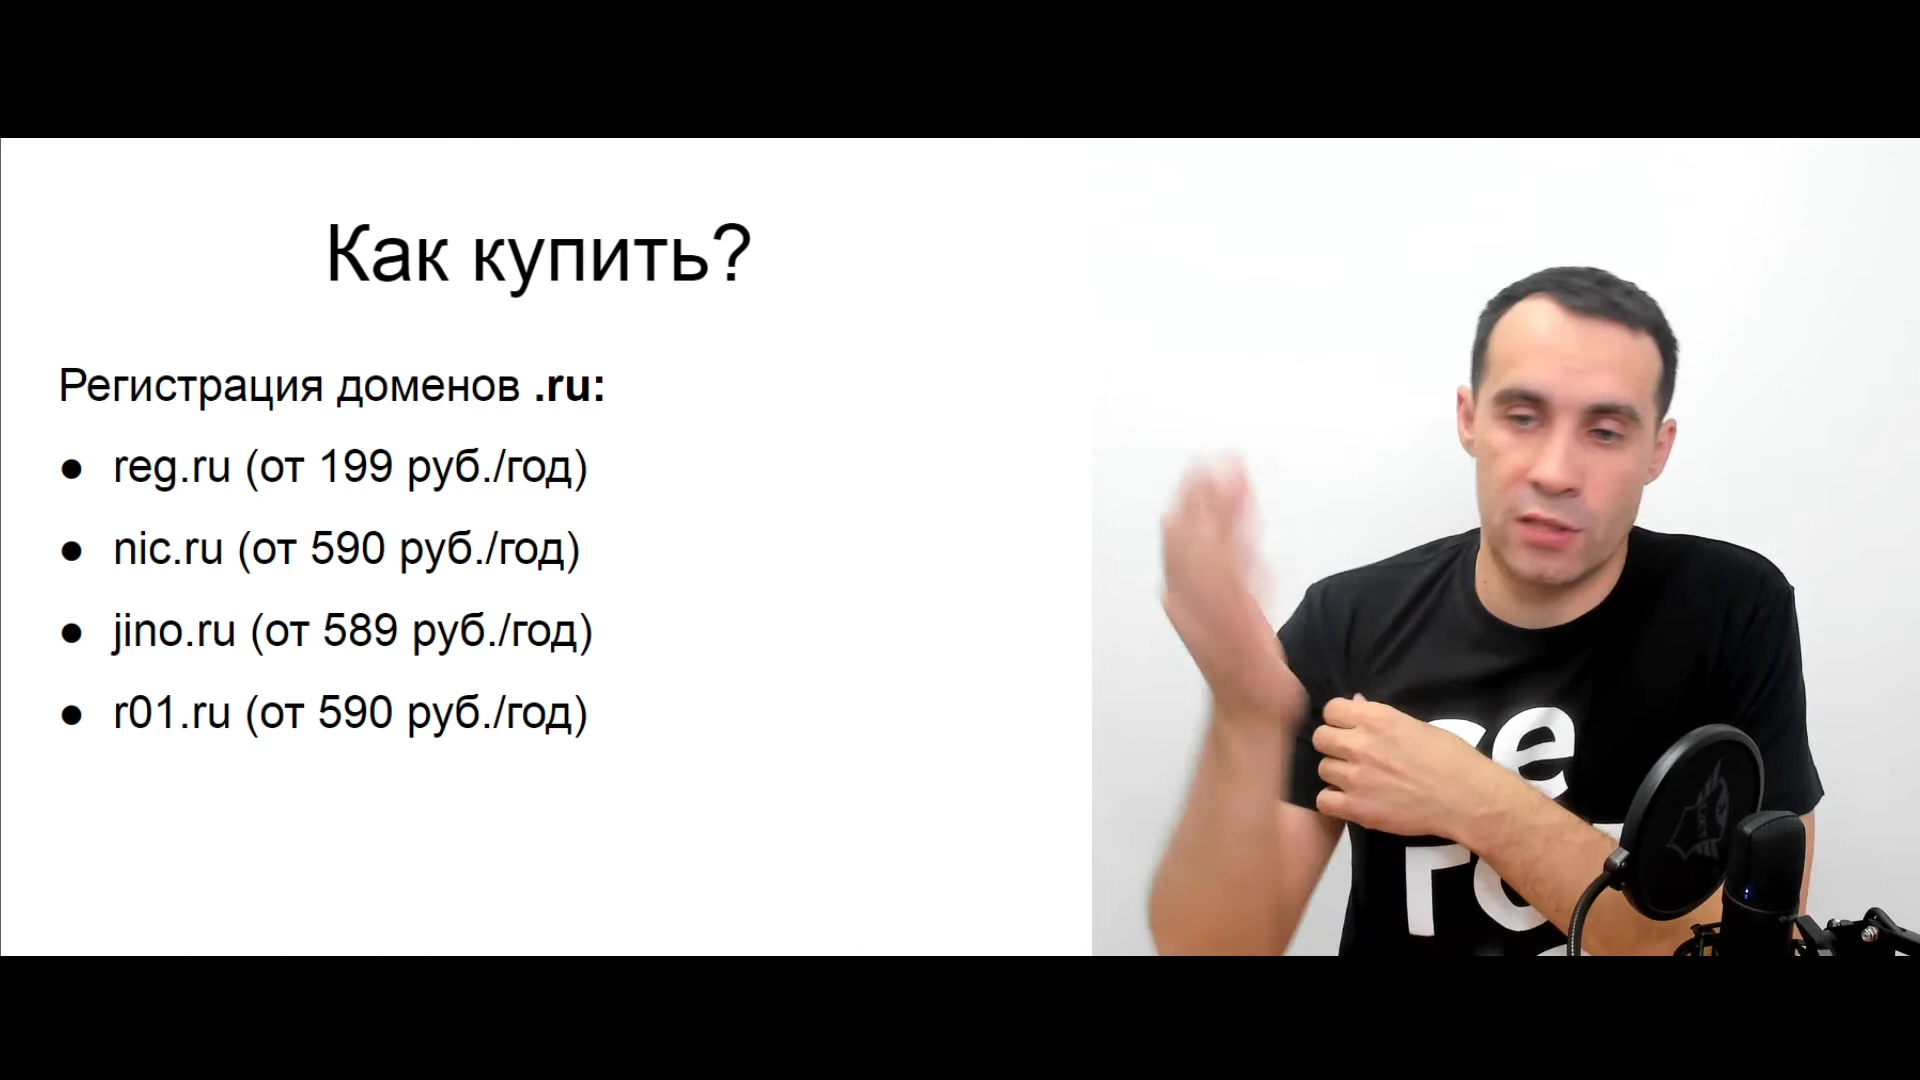 Как купить?
Регистрация доменов .ru:
● reg.ru (от 199 руб./год)
● nic.ru (от 590 руб./год)
● jino.ru (от 589 руб./год)
● r01.ru (от 590 руб./год)